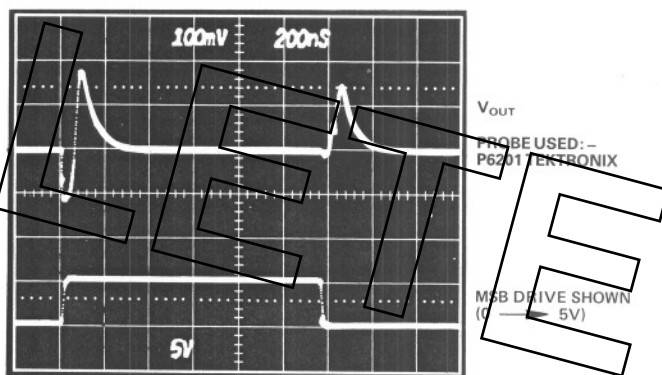 100mV 200nS
VOUT
PROBE USED: –
P6201 TEKTRONIX
MSB DRIVE SHOWN
(0 → 5V)
5V
LETE